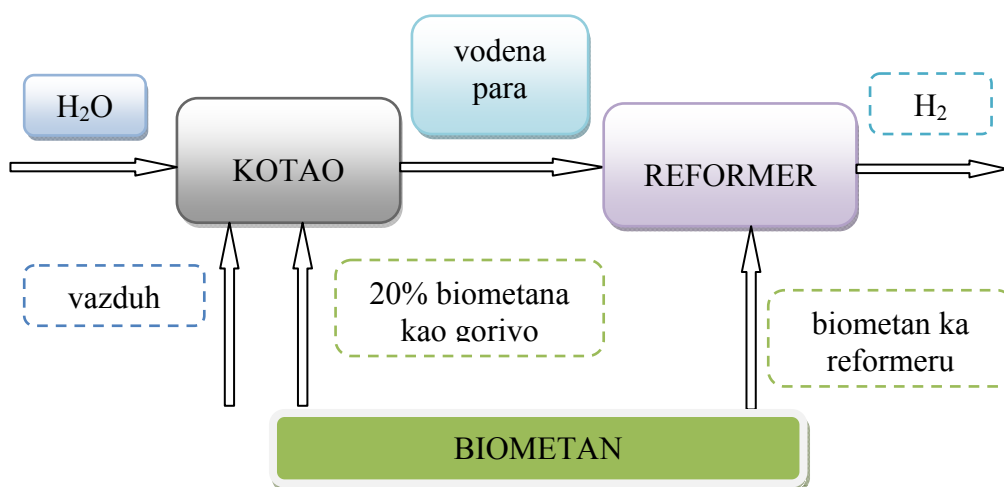 H₂O
KOTAO
vodena
para
REFORMER
H₂
vazduh
20% biometana
kao gorivo
biometan ka
reformeru
BIOMETAN